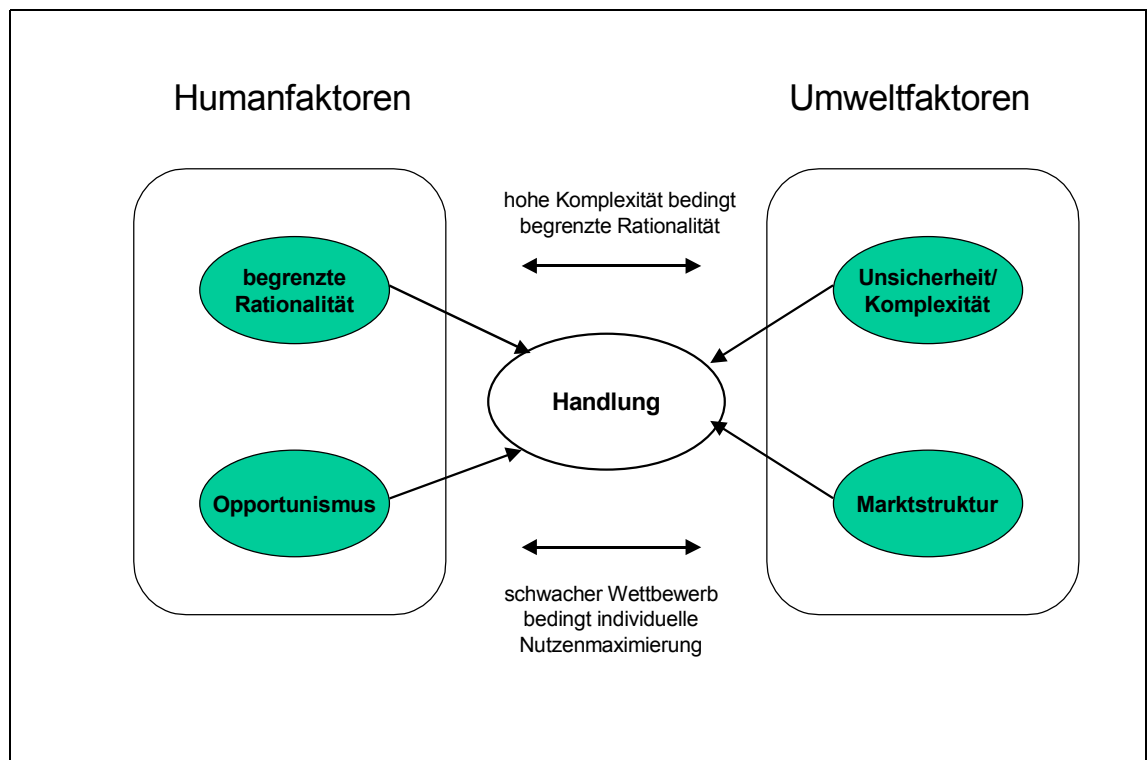 Humanfaktoren
Umweltfaktoren
hohe Komplexität bedingt
begrenzte Rationalität
begrenzte
Rationalität
Unsicherheit/
Komplexität
Handlung
Opportunismus
Marktstruktur
schwacher Wettbewerb
bedingt individuelle
Nutzenmaximierung